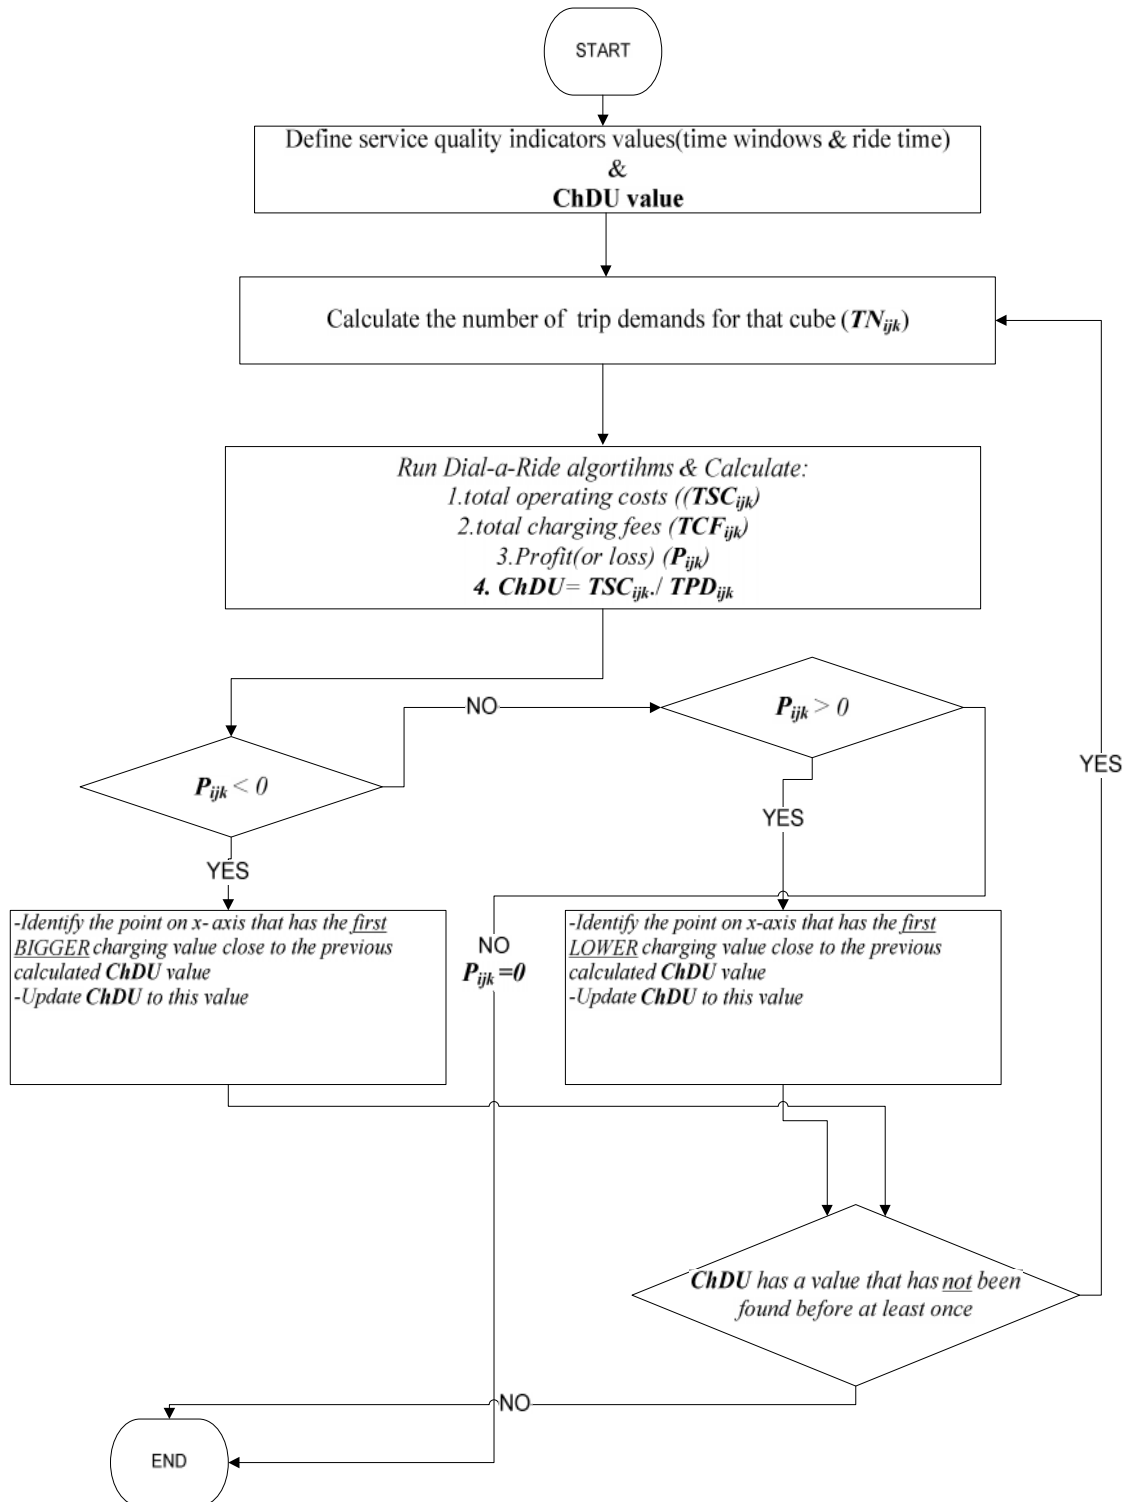 START
Define service quality indicators values(time windows & ride time)
&
ChDU value
Calculate the number of trip demands for that cube (TNijk)
Run Dial-a-Ride algortihms & Calculate:
1.total operating costs ((TSCijk)
2.total charging fees (TCFijk)
3.Profit(or loss) (Pijk)
4. ChDU= TSCijk./ TPDijk
NO
Pijk > 0
Pijk < 0
YES
YES
YES
-Identify the point on x- axis that has the first
BIGGER charging value close to the previous
calculated ChDU value
-Update ChDU to this value
NO
Pijk =0
-Identify the point on x-axis that has the first
LOWER charging value close to the previous
calculated ChDU value
-Update ChDU to this value
ChDU has a value that has not been
found before at least once
NO
END